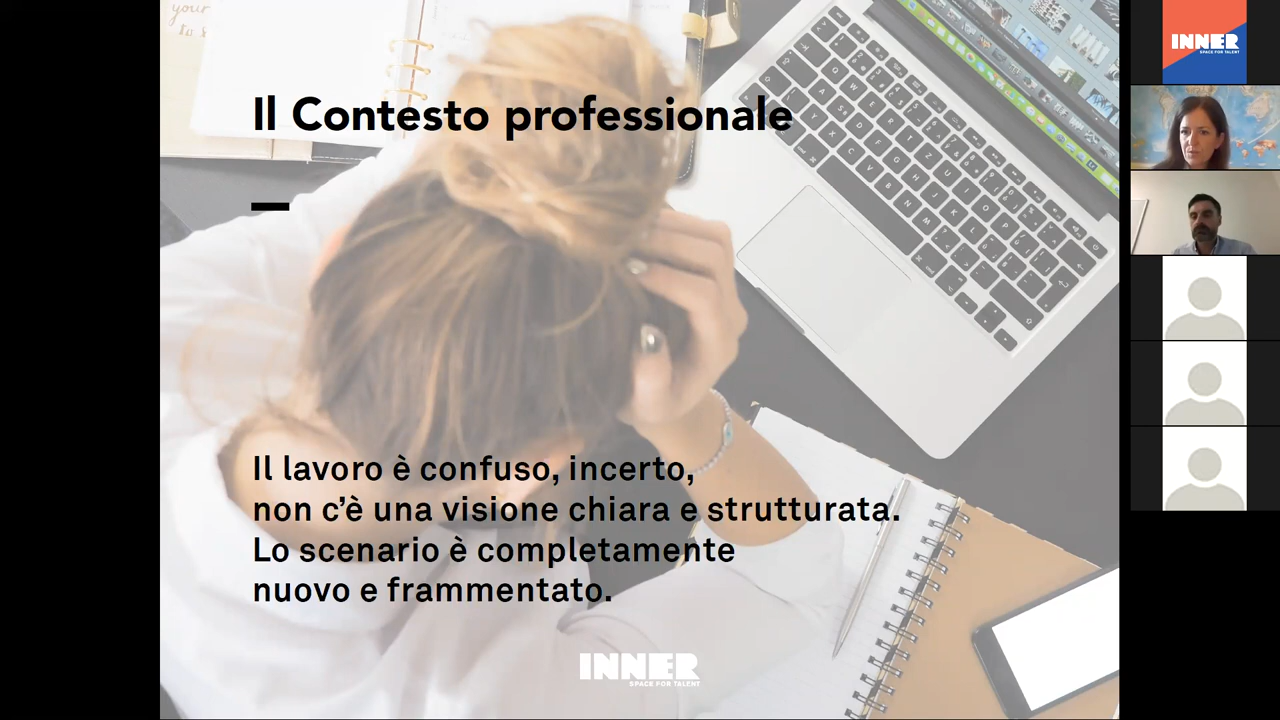 your
Il Contesto professionale
Il lavoro è confuso, incerto,
non c'è una visione chiara e strutturata.
Lo scenario è completamente
nuovo e frammentato.
INNER
SPACE FOR TALENT
INNER
SPACE FOR TALENT